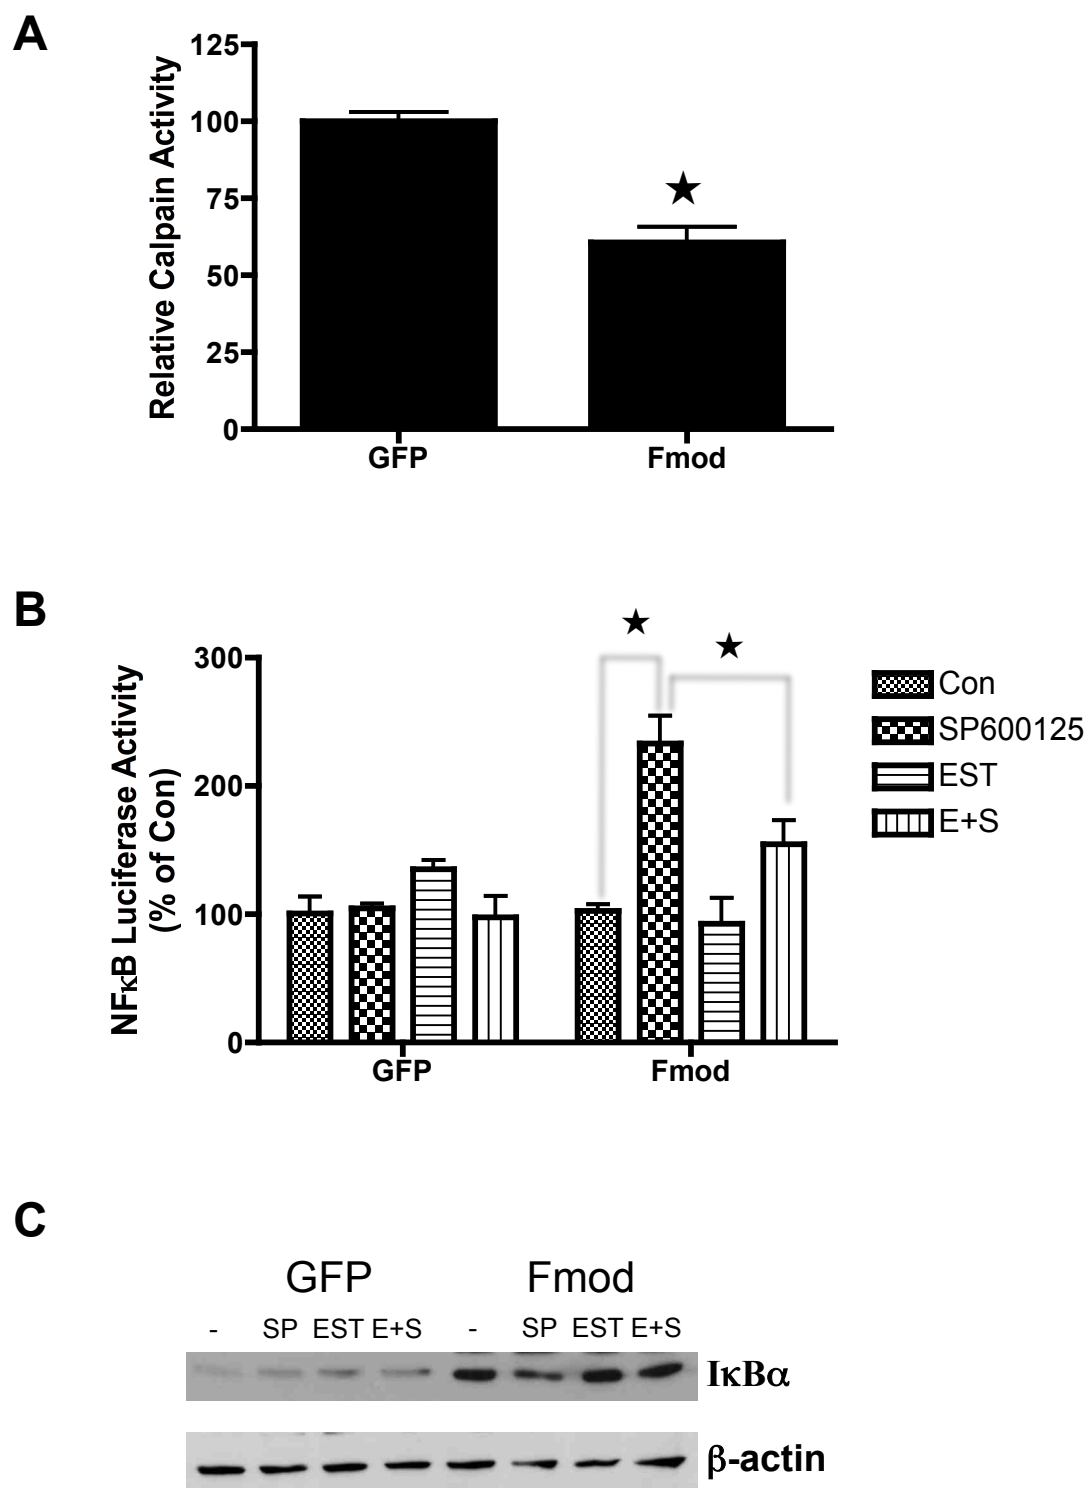 A
Relative Calpain Activity
125
100
75
50
25
0
★
GFP Fmod
B
NFκB Luciferase Activity
(% of Con)
300
200
100
0
★
★
GFP Fmod
Con
SP600125
EST
E+S
C
GFP Fmod
- SP EST E+S - SP EST E+S
IκBα
β-actin